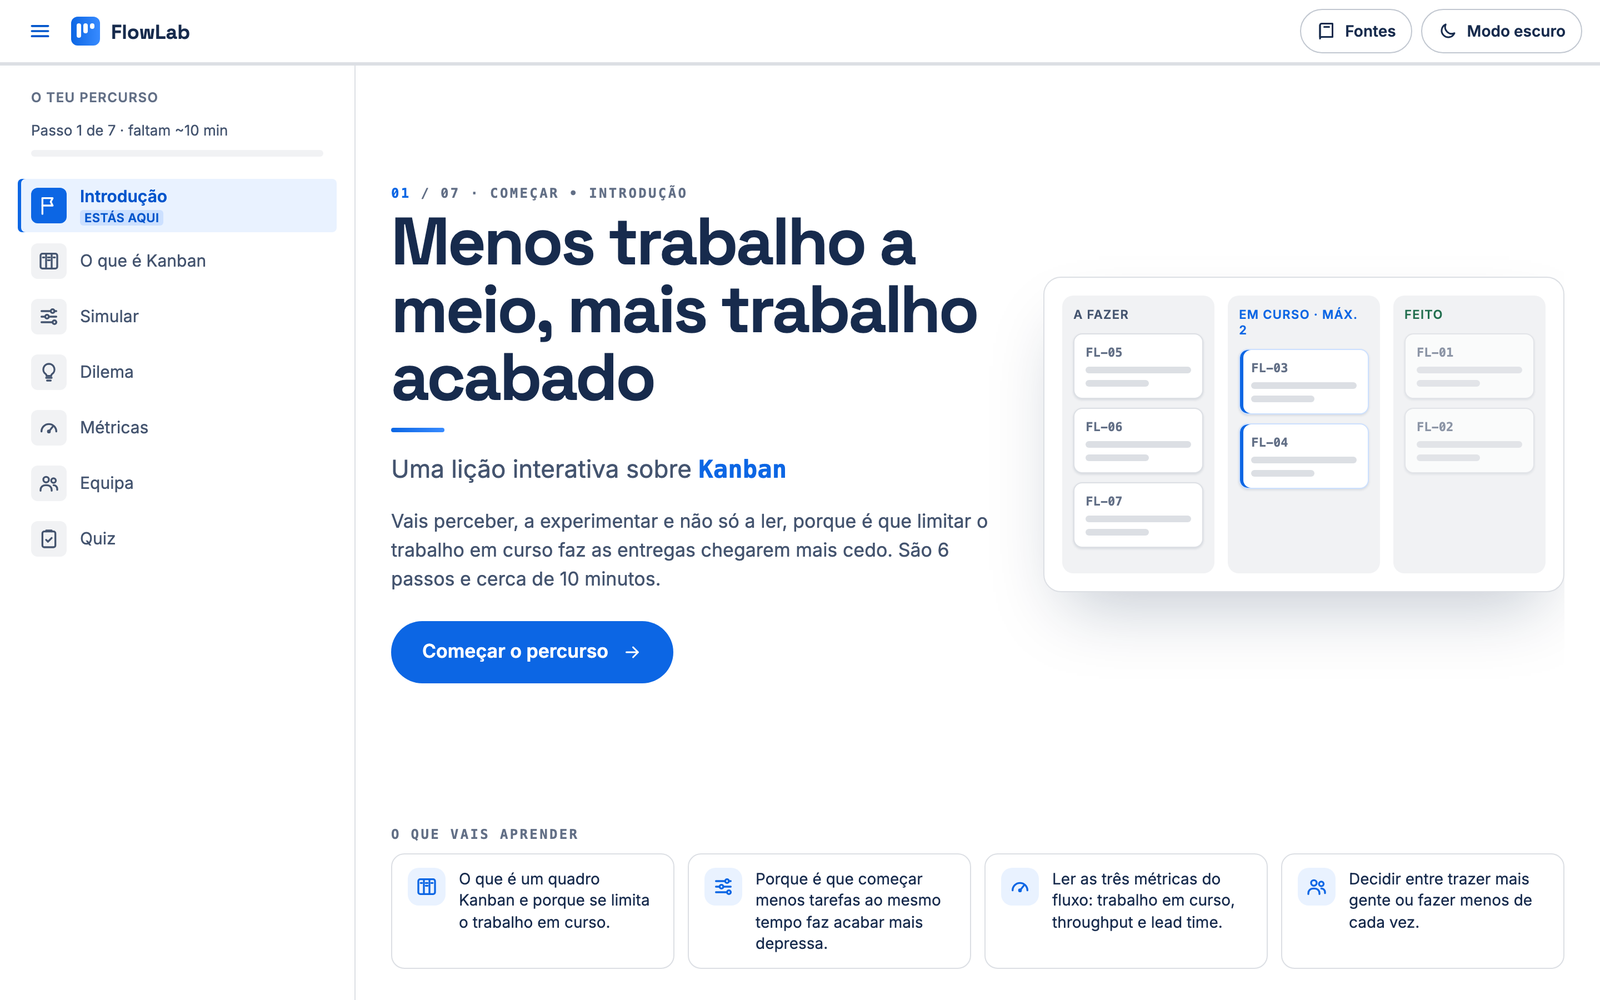 FlowLab
Fontes
Modo escuro
O TEU PERCURSO
Passo 1 de 7 · faltam ~10 min
Introdução
ESTÁS AQUI
O que é Kanban
Simular
Dilema
Métricas
Equipa
Quiz
01 / 07 · COMEÇAR • INTRODUÇÃO
Menos trabalho a
meio, mais trabalho
acabado
Uma lição interativa sobre Kanban
Vais perceber, a experimentar e não só a ler, porque é que limitar o
trabalho em curso faz as entregas chegarem mais cedo. São 6
passos e cerca de 10 minutos.
Começar o percurso →
A FAZER
FL-05
FL-06
FL-07
EM CURSO · MÁX.
2
FL-03
FL-04
FEITO
FL-01
FL-02
O QUE VAIS APRENDER
O que é um quadro
Kanban e porque se limita
o trabalho em curso.
Porque é que começar
menos tarefas ao mesmo
tempo faz acabar mais
depressa.
Ler as três métricas do
fluxo: trabalho em curso,
throughput e lead time.
Decidir entre trazer mais
gente ou fazer menos de
cada vez.